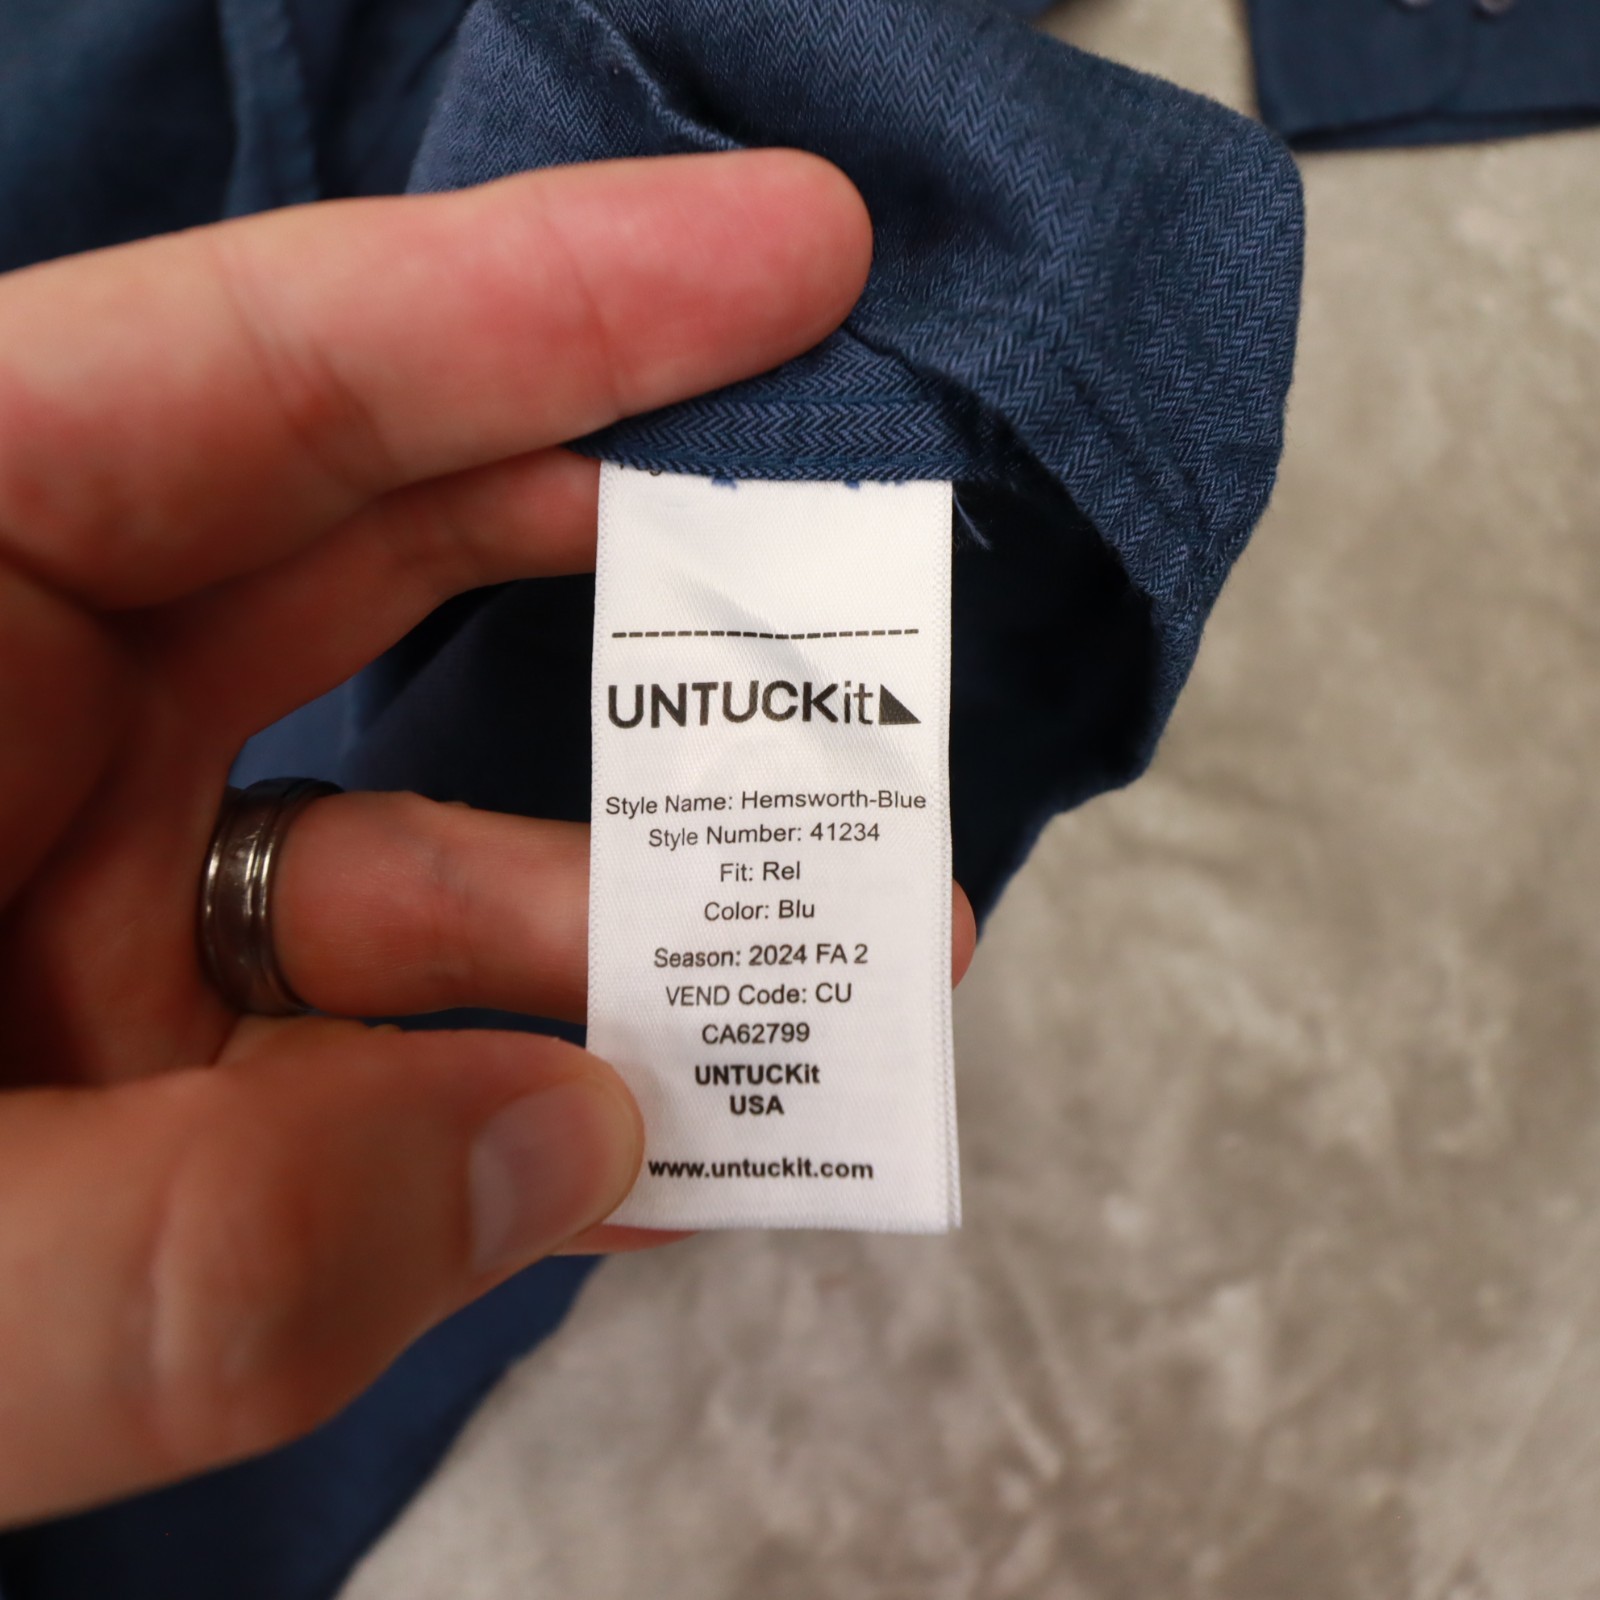 UNTUCKit
Style Name: Hemsworth-Blue
Style Number: 41234
Fit: Rel
Color: Blu
Season: 2024 FA 2
VEND Code: CU
CA62799
UNTUCKit
USA
www.untuckit.com